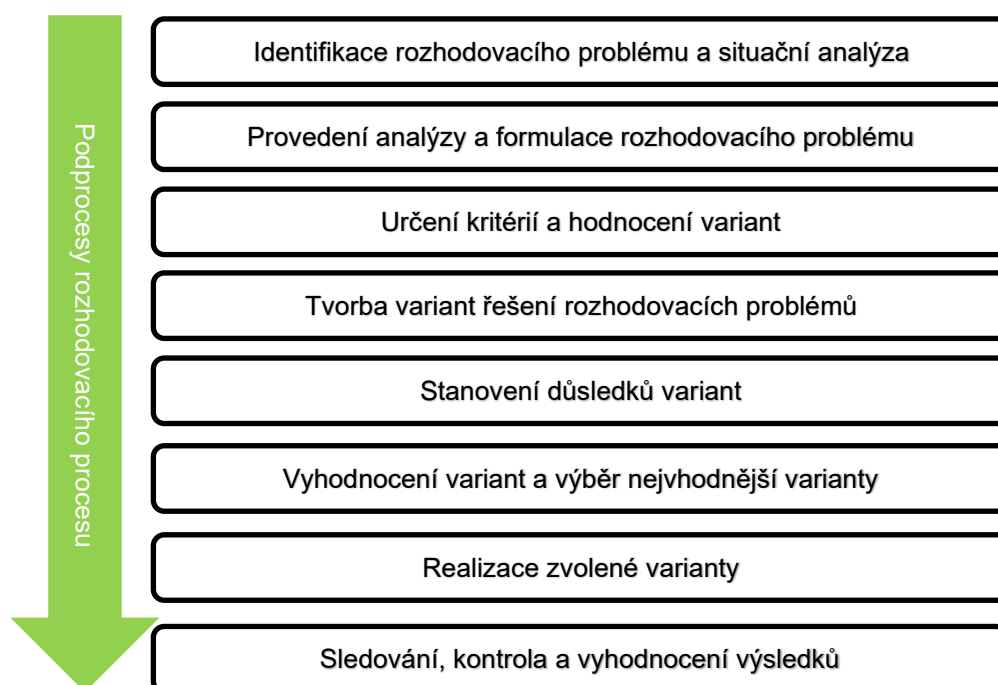 Podprocesy rozhodovacího procesu
Identifikace rozhodovacího problému a situační analýza
Provedení analýzy a formulace rozhodovacího problému
Určení kritérií a hodnocení variant
Tvorba variant řešení rozhodovacích problémů
Stanovení důsledků variant
Vyhodnocení variant a výběr nejvhodnější varianty
Realizace zvolené varianty
Sledování, kontrola a vyhodnocení výsledků